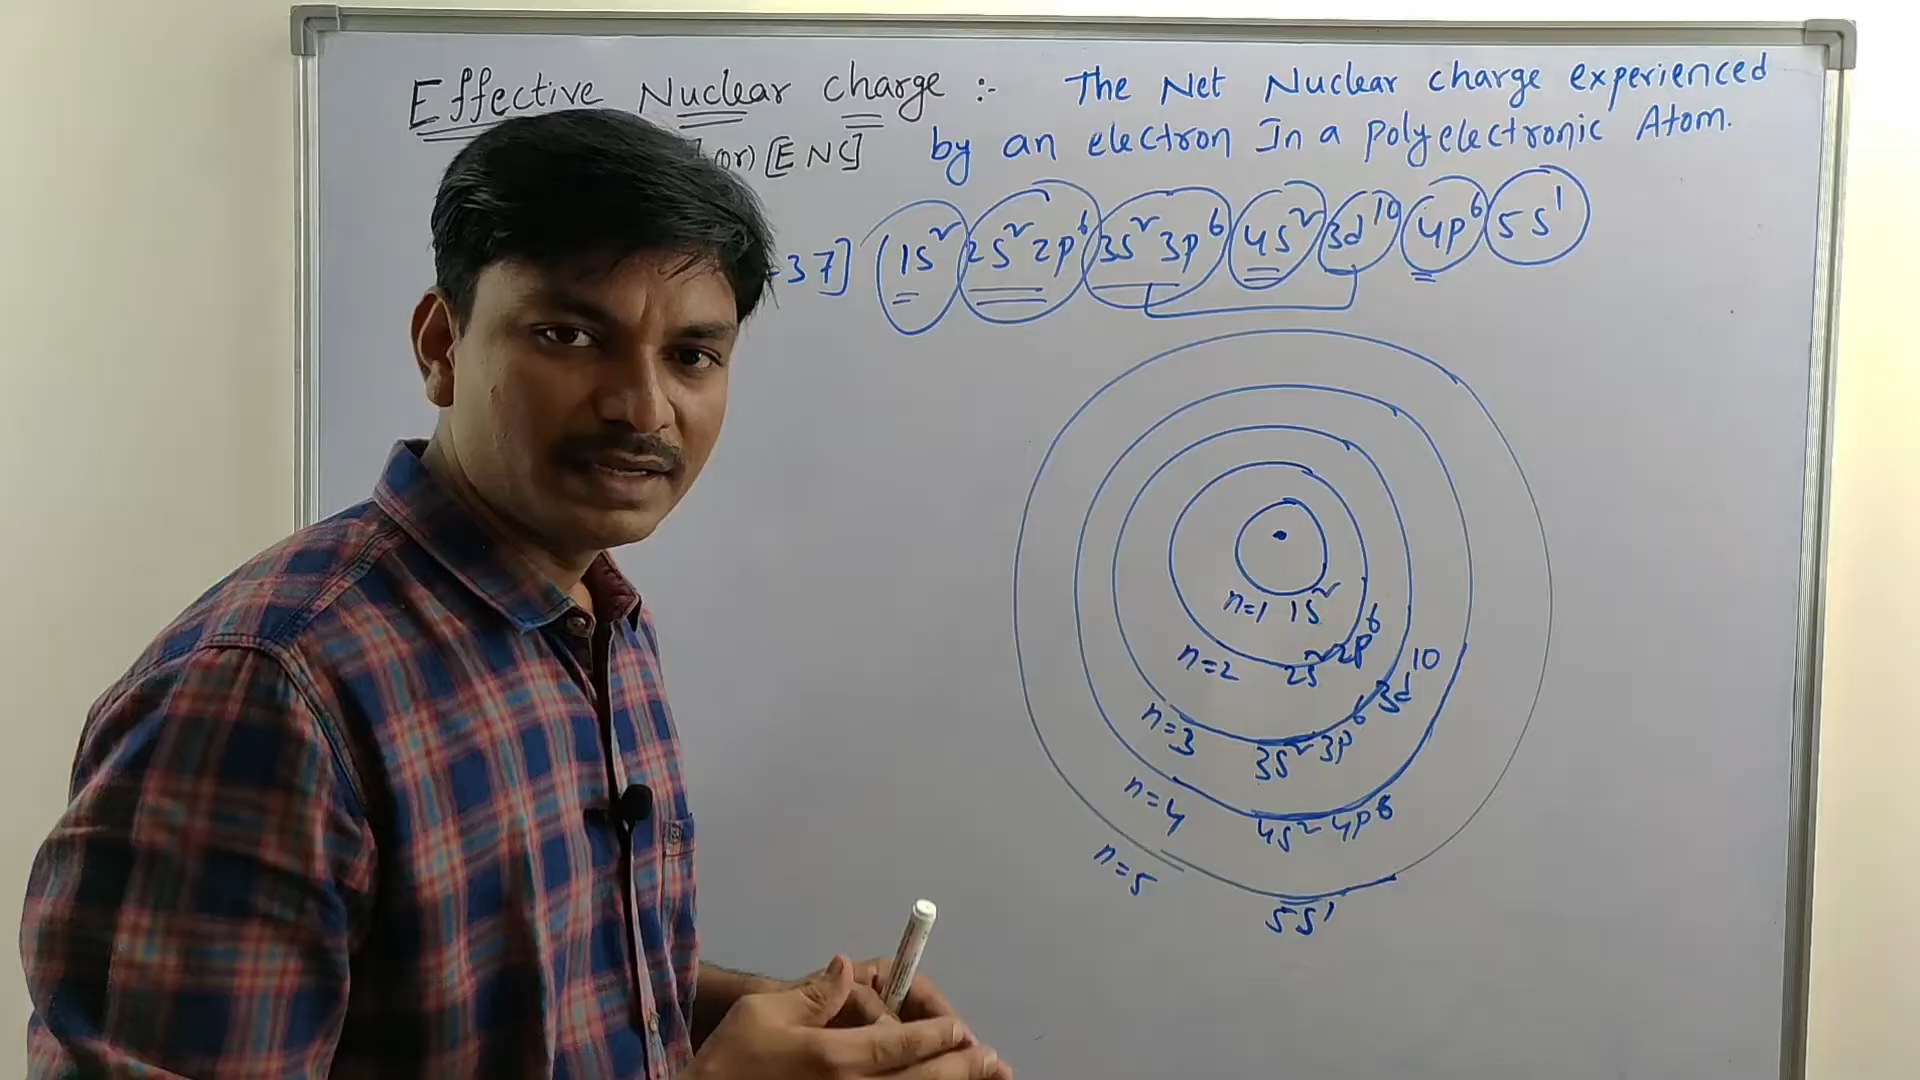 Effective Nuclear charge :- The Net Nuclear charge experienced
(or) [ENC] by an electron In a polyelectronic Atom.
37] 1s² 2s² 2p⁶ 3s² 3p⁶ 4s² 3d¹⁰ 4p⁶ 5s¹
n=1 1s²
n=2 2s² 2p⁶
n=3 3s² 3p⁶ 3d¹⁰
n=4 4s² 4p⁶
n=5
5s¹